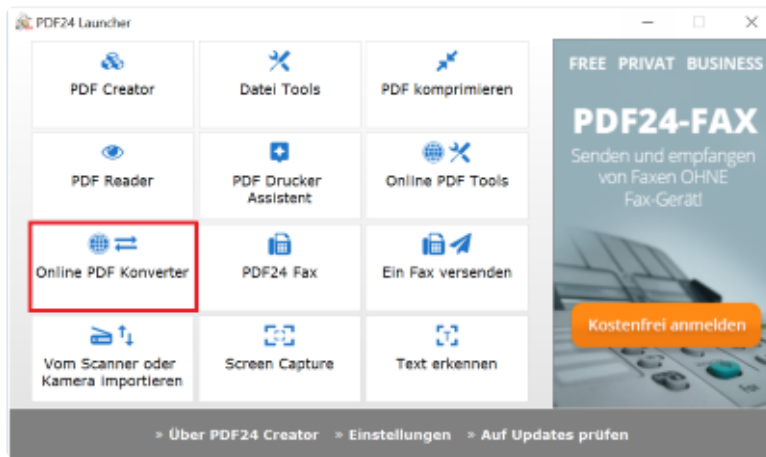 PDF24 Launcher
PDF Creator
Datei Tools
PDF komprimieren
PDF Reader
PDF Drucker
Assistent
Online PDF Tools
Online PDF Konverter
PDF24 Fax
Ein Fax versenden
Vom Scanner oder
Kamera importieren
Screen Capture
Text erkennen
FREE PRIVAT BUSINESS
PDF24-FAX
Senden und empfangen
von Faxen OHNE
Fax-Gerät!
Kostenfrei anmelden
» Über PDF24 Creator » Einstellungen » Auf Updates prüfen